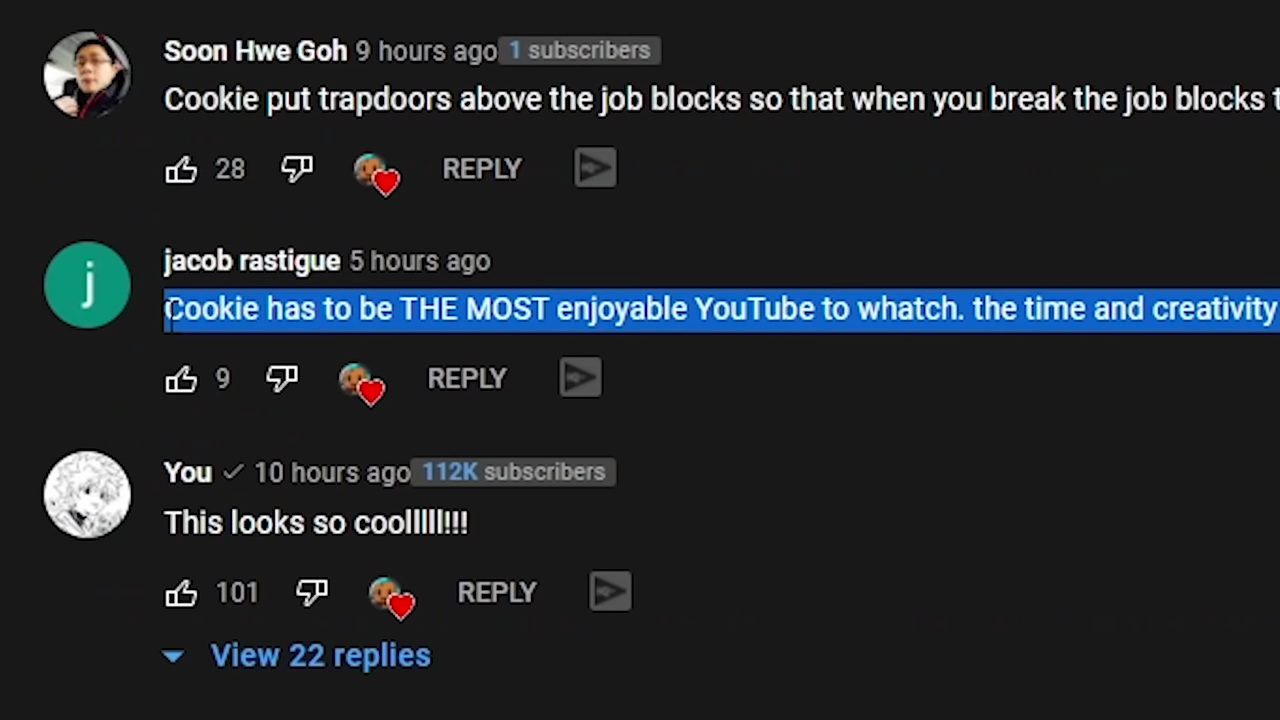 Soon Hwe Goh 9 hours ago 1 subscribers
Cookie put trapdoors above the job blocks so that when you break the job blocks
28 REPLY
j
jacob rastigue 5 hours ago
Cookie has to be THE MOST enjoyable YouTube to whatch. the time and creativity
9 REPLY
You 10 hours ago 112K subscribers
This looks so coolllll!!!
101 REPLY
View 22 replies